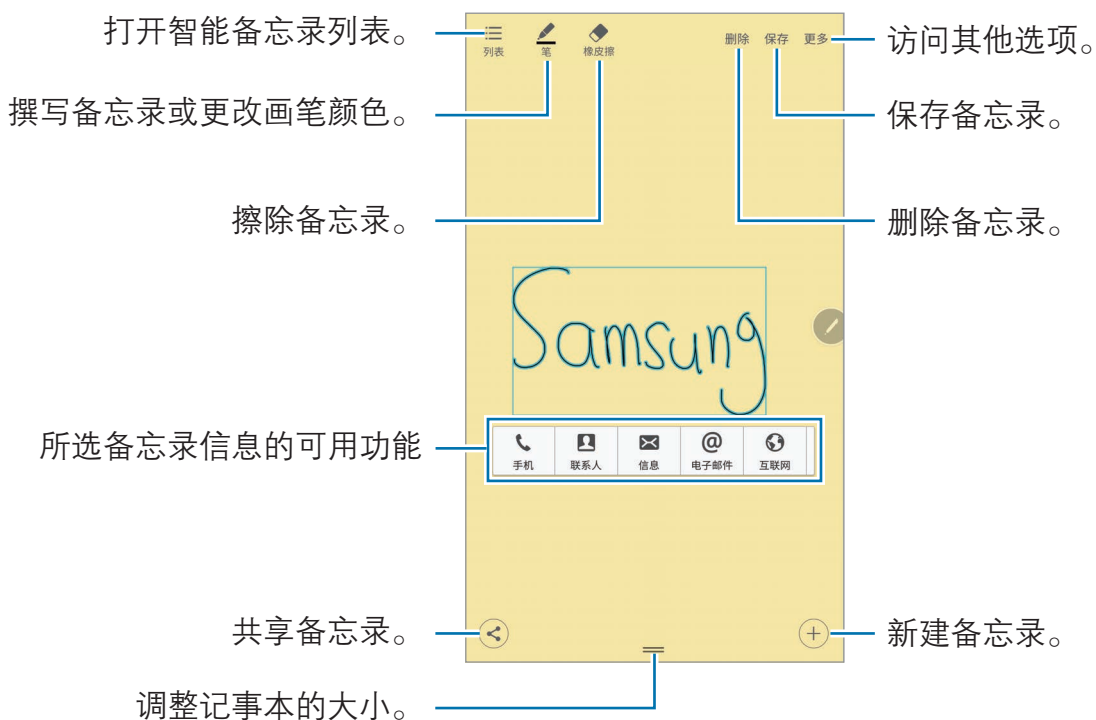 打开智能备忘录列表。
撰写备忘录或更改画笔颜色。
擦除备忘录。
所选备忘录信息的可用功能
共享备忘录。
调整记事本的大小。
列表 笔 橡皮擦 删除 保存 更多
Samsung
手机 联系人 信息 电子邮件 互联网
访问其他选项。
保存备忘录。
删除备忘录。
新建备忘录。